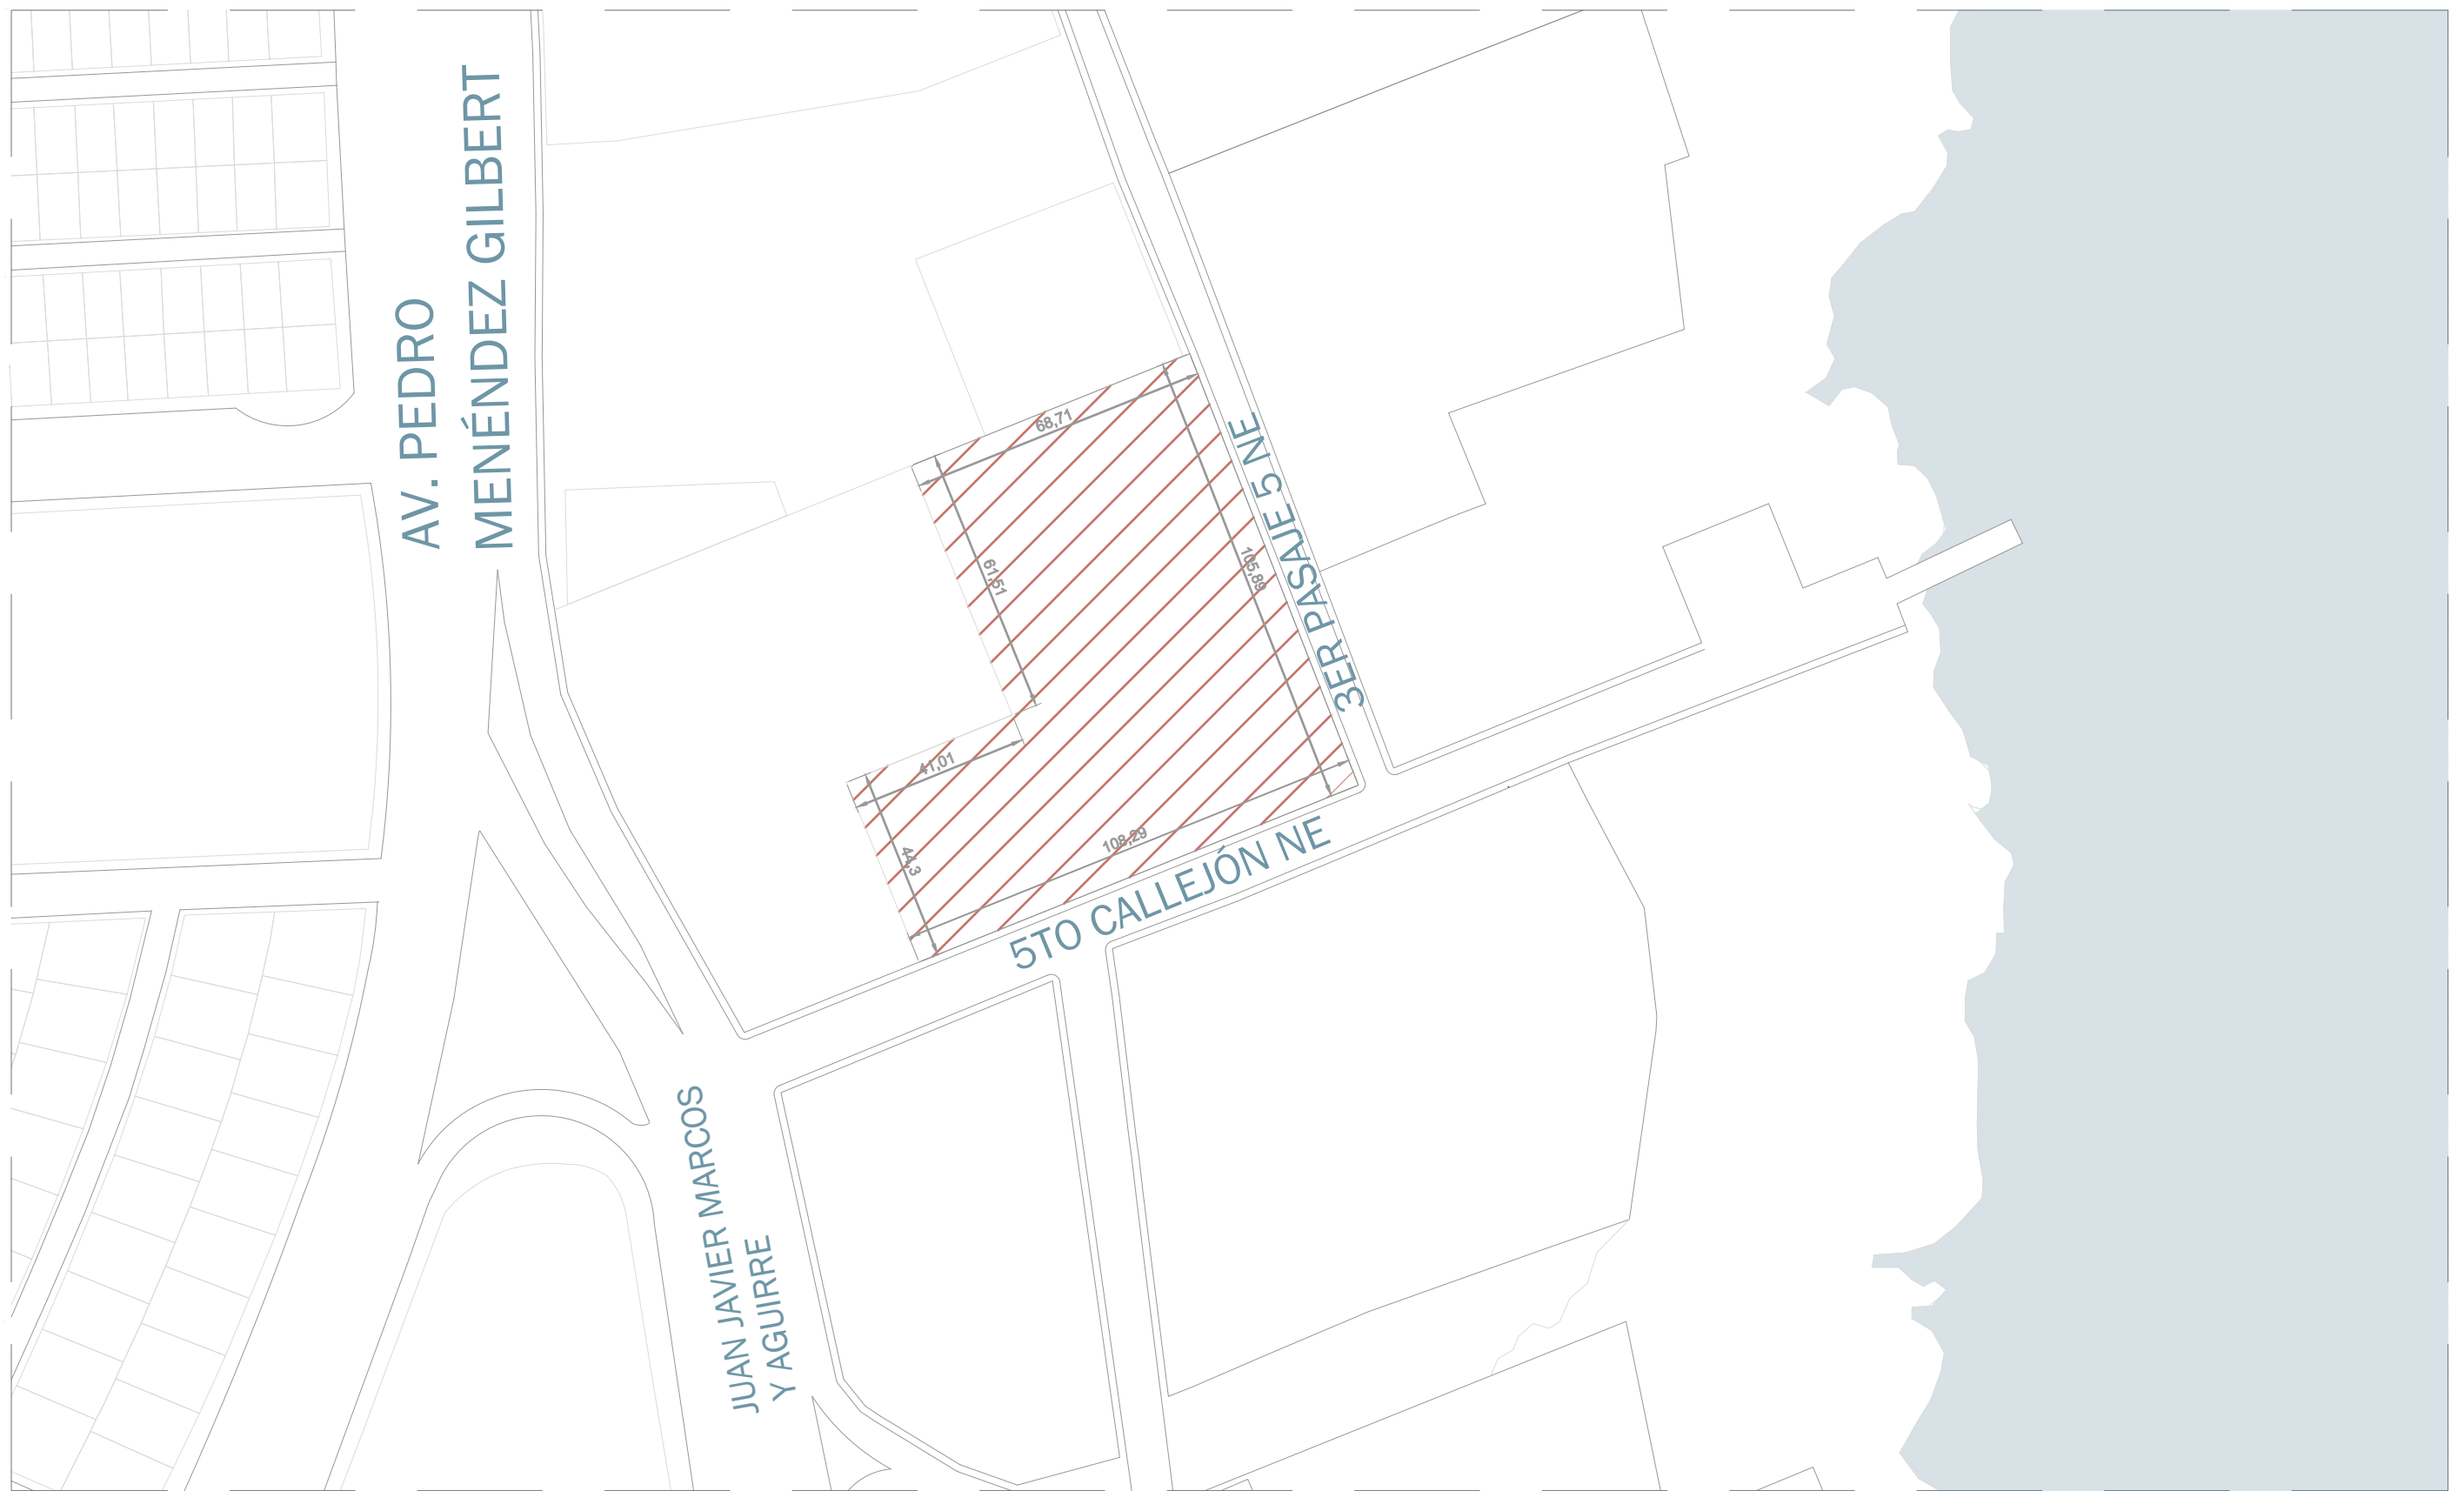 AV. PEDRO
MENÉNDEZ GILBERT
68,71
61,51
105,89
3ER PASAJE 5 NE
41,01
44,3
108,29
5TO CALLEJÓN NE
JUAN JAVIER MARCOS
Y AGUIRRE